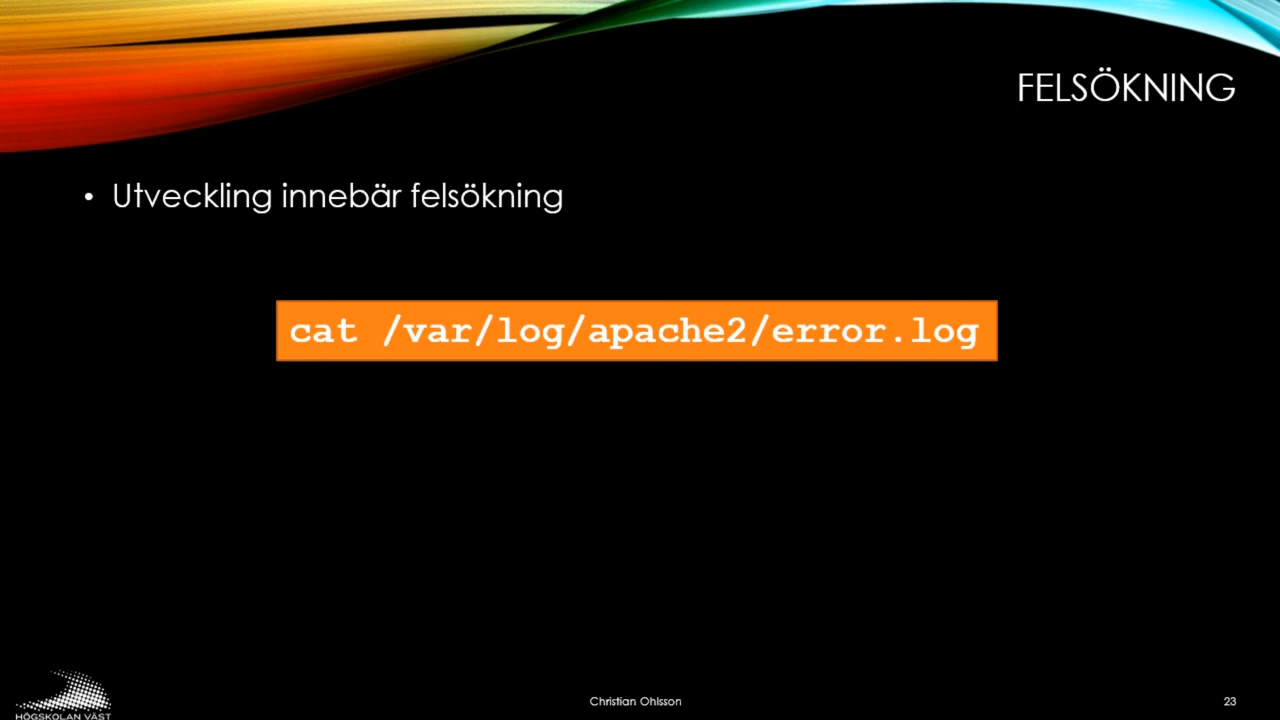 FELSÖKNING
• Utveckling innebär felsökning
cat /var/log/apache2/error.log
HÖGSKOLAN VÄST
Christian Ohlsson
23